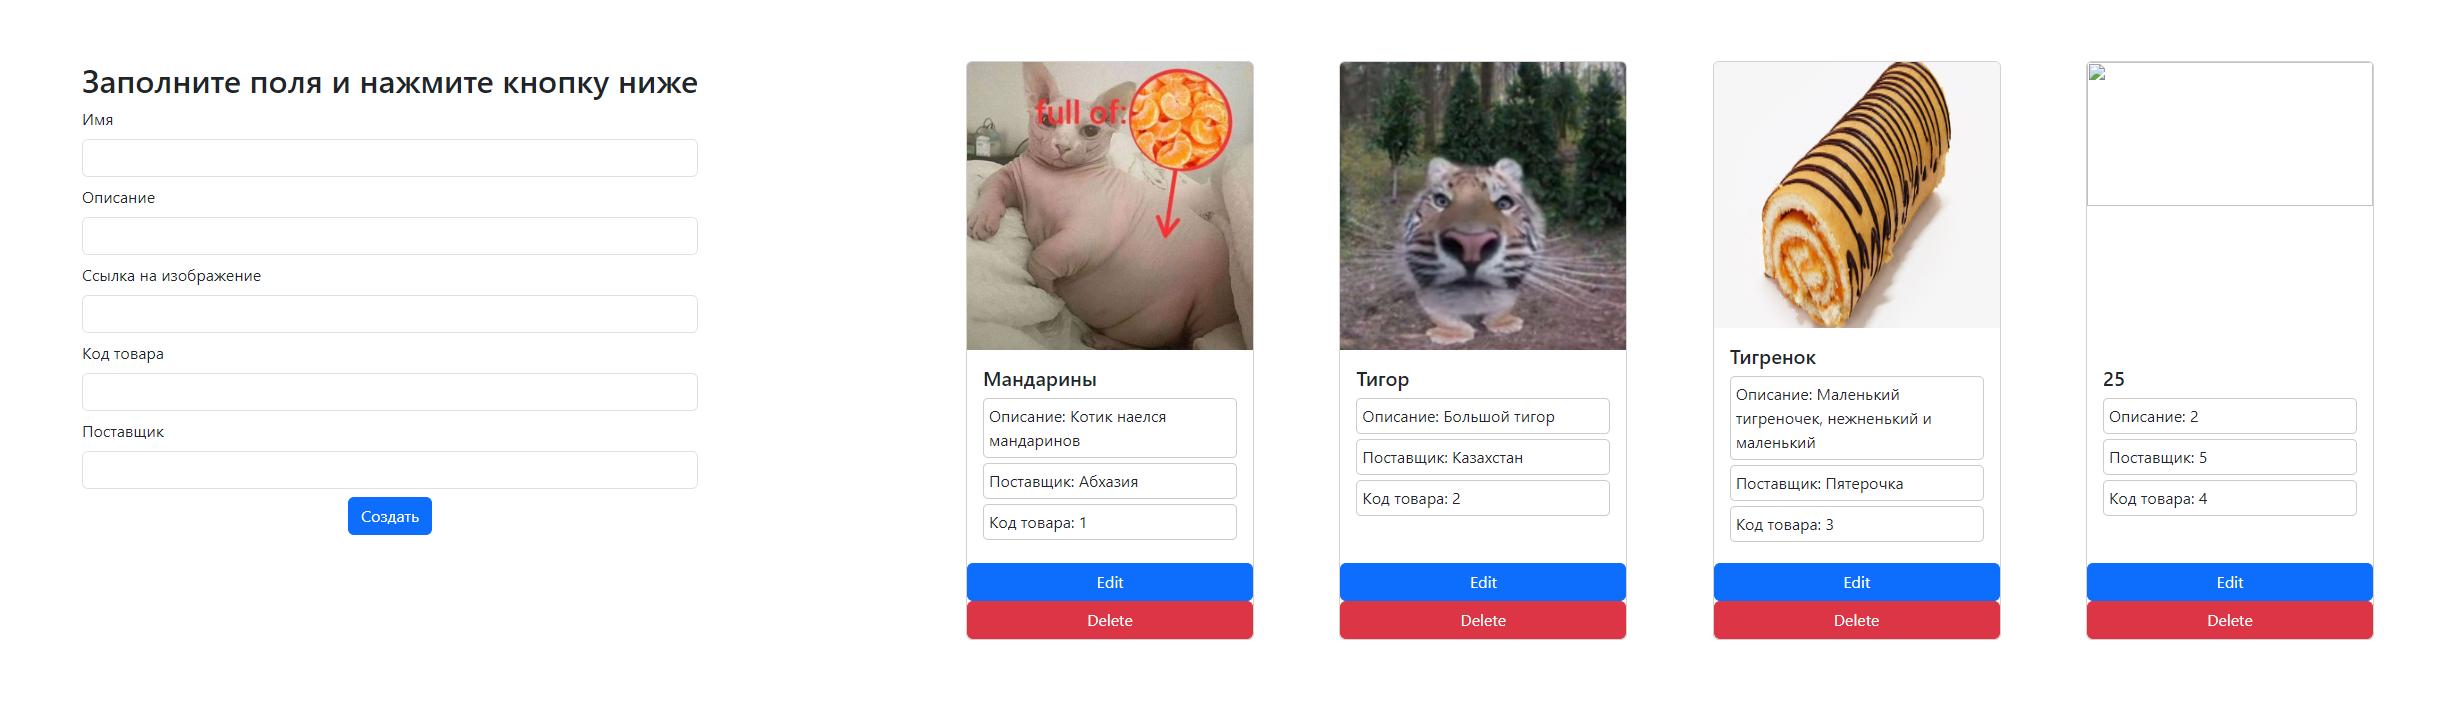 Заполните поля и нажмите кнопку ниже
Имя
Описание
Ссылка на изображение
Код товара
Поставщик
Создать
full of:
Мандарины
Описание: Котик наелся
мандаринов
Поставщик: Абхазия
Код товара: 1
Edit
Delete
Тигор
Описание: Большой тигор
Поставщик: Казахстан
Код товара: 2
Edit
Delete
Тигренок
Описание: Маленький
тигреночек, нежненький и
маленький
Поставщик: Пятерочка
Код товара: 3
Edit
Delete
25
Описание: 2
Поставщик: 5
Код товара: 4
Edit
Delete